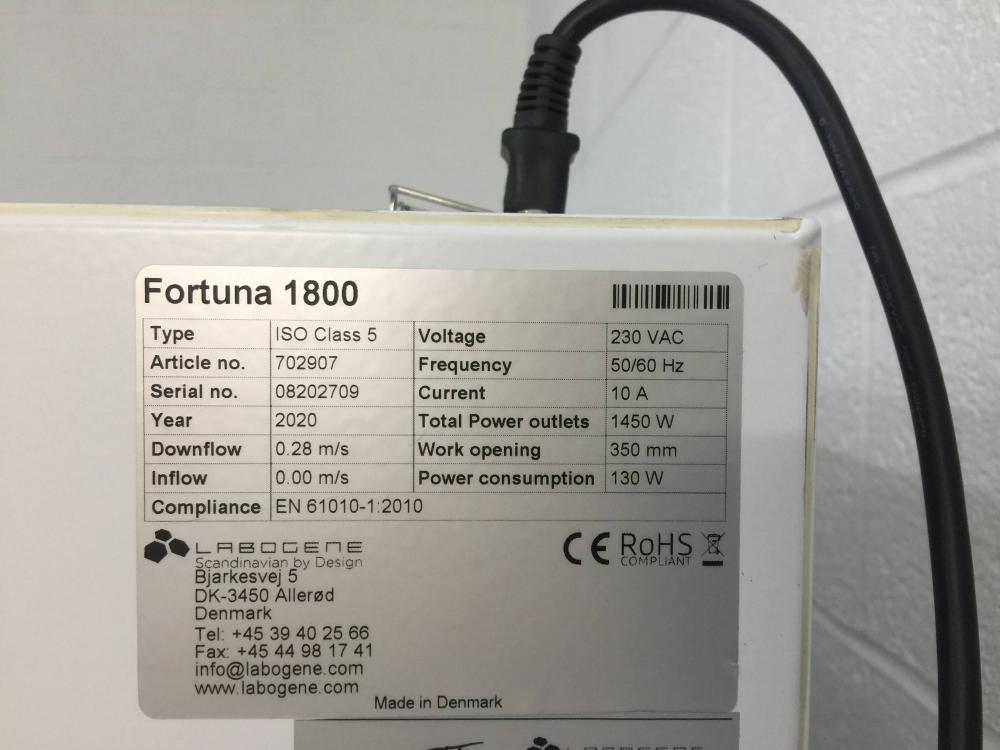 Fortuna 1800
Type ISO Class 5 Voltage 230 VAC
Article no. 702907 Frequency 50/60 Hz
Serial no. 08202709 Current 10 A
Year 2020 Total Power outlets 1450 W
Downflow 0.28 m/s Work opening 350 mm
Inflow 0.00 m/s Power consumption 130 W
Compliance EN 61010-1:2010
LABOGENE
Scandinavian by Design
CE RoHS
COMPLIANT
Bjarkesvej 5
DK-3450 Allerød
Denmark
Tel: +45 39 40 25 66
Fax: +45 44 98 17 41
info@labogene.com
www.labogene.com
Made in Denmark
LABOGENE